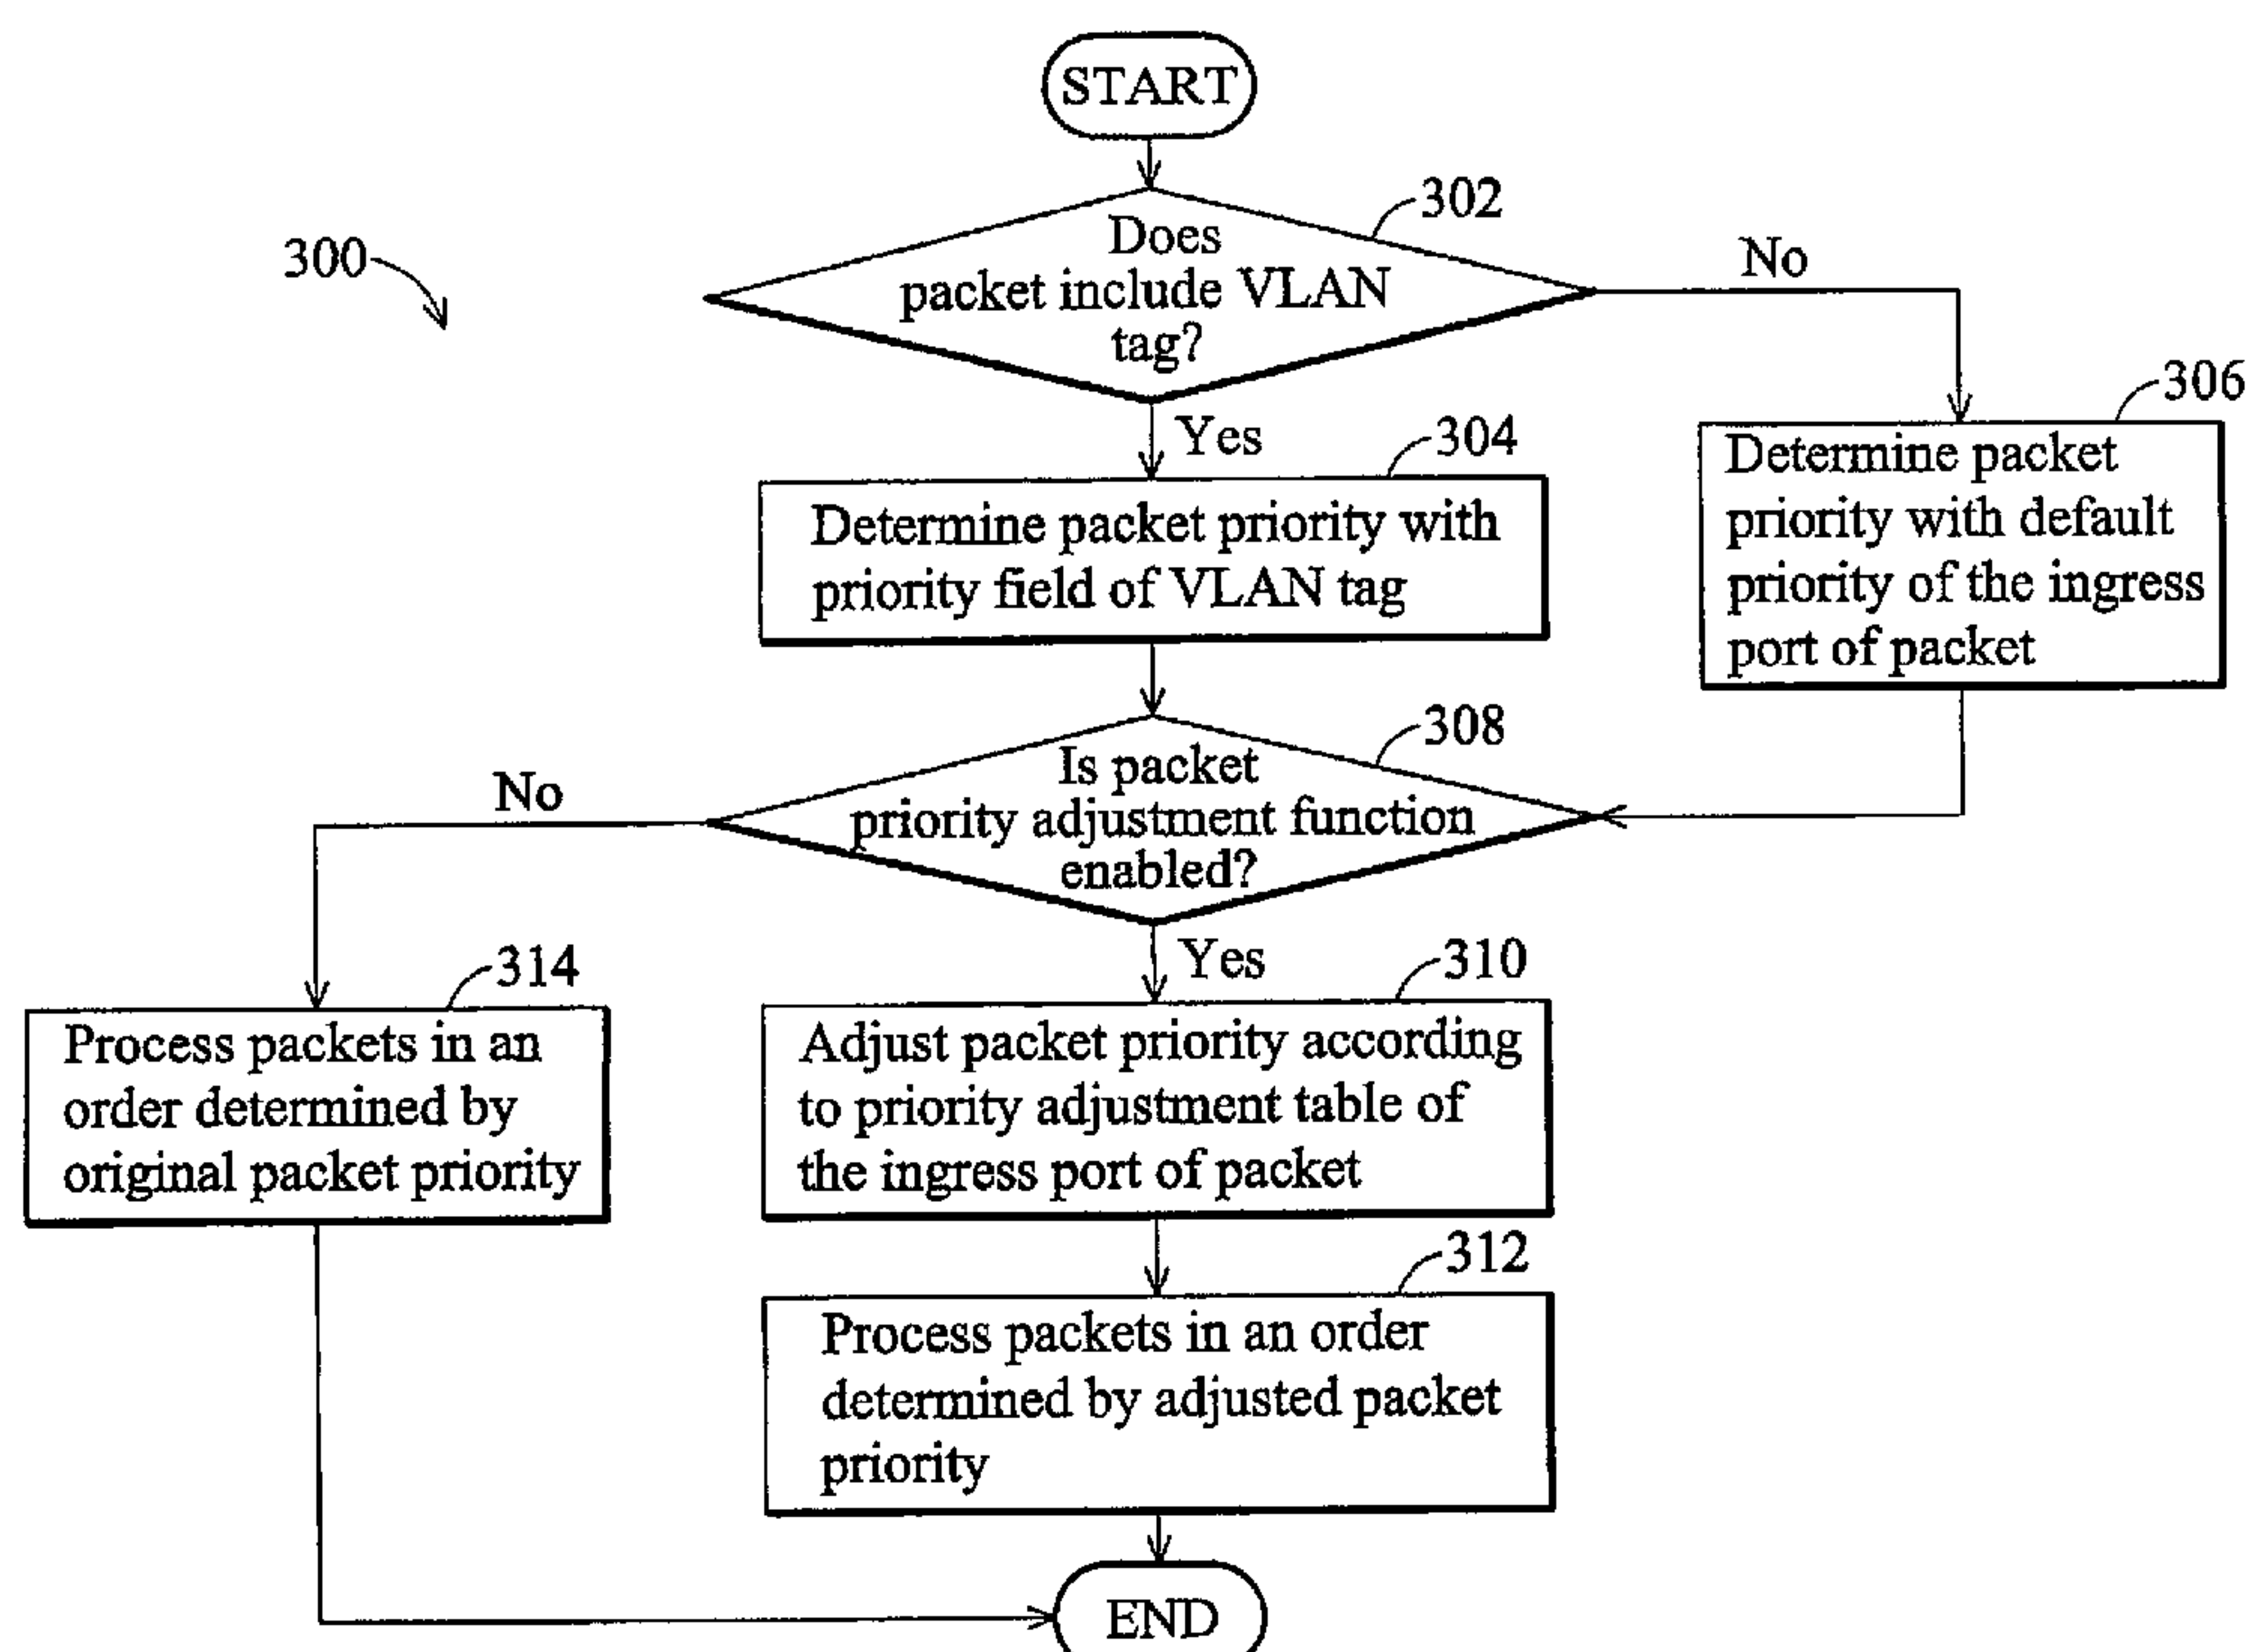 START
302
Does
packet include VLAN
tag?
No
300
306
Yes
304
Determine packet
priority with default
priority of the ingress
port of packet
Determine packet priority with
priority field of VLAN tag
308
Is packet
priority adjustment function
enabled?
No
Yes
314
310
Process packets in an
order determined by
original packet priority
Adjust packet priority according
to priority adjustment table of
the ingress port of packet
312
Process packets in an order
determined by adjusted packet
priority
END